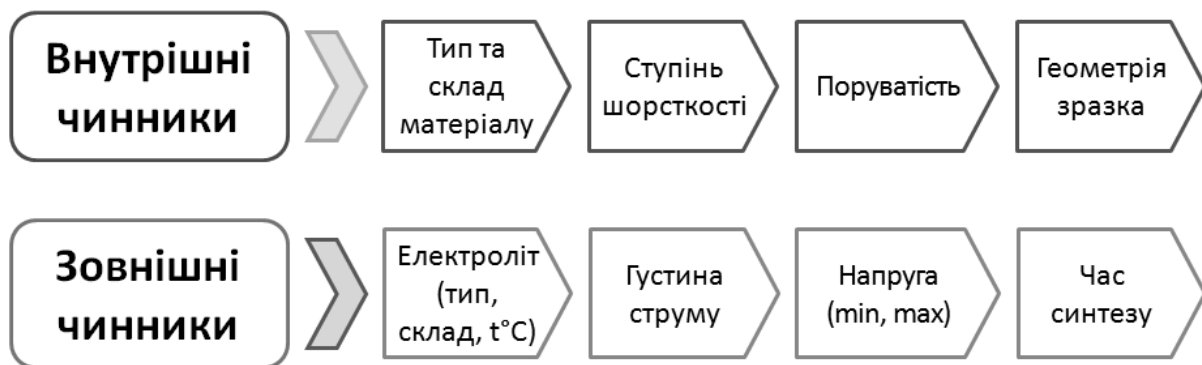 Внутрішні
чинники
Тип та
склад
матеріалу
Ступінь
шорсткості
Поруватість
Геометрія
зразка
Зовнішні
чинники
Електроліт
(тип,
склад, t°C)
Густина
струму
Напруга
(min, max)
Час
синтезу